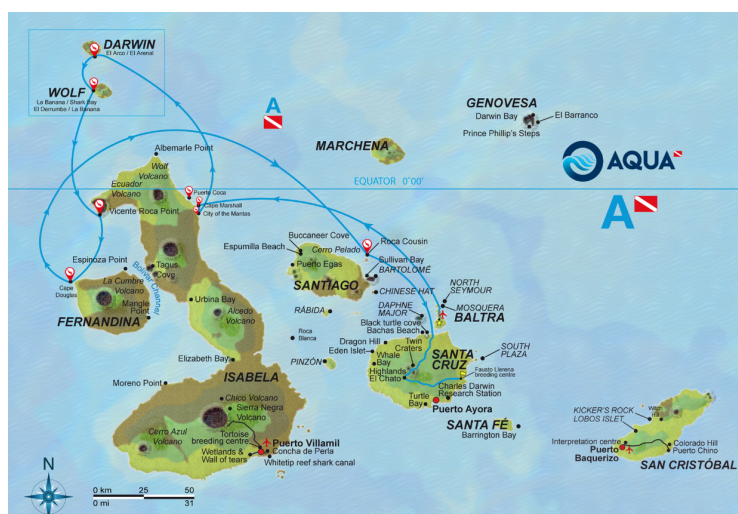 DARWIN
El Arco / El Arenal
WOLF
La Banana / Shark Bay
El Derrumbe / La Banana
A
GENOVESA
Darwin Bay
El Barranco
Prince Phillip's Steps
MARCHENA
AQUA
A
EQUATOR 0°00'
Albemarle Point
Wolf
Volcano
Ecuador
Volcano
Puerto Coca
Cape Marshall
City of the Mantas
Vicente Roca Point
Buccaneer Cove
Espumilla Beach
Cerro Pelado
Roca Cousin
Sullivan Bay
BARTOLOMÉ
Puerto Egas
SANTIAGO
CHINESE HAT
Espinoza Point
Tagus
Cove
Bolivar Channel
Cape
Douglas
La Cumbre
Volcano
Mangle
Point
FERNANDINA
Urbina Bay
Alcedo
Volcano
RÁBIDA
Roca
Blanca
PINZÓN
DAPHNE
MAJOR
NORTH
SEYMOUR
MOSQUERA
BALTRA
Black turtle cove
Bachas Beach
Dragon Hill
Eden Islet
Twin
Craters
Whale
Bay
SANTA
CRUZ
SOUTH
PLAZA
Highlands
El Chato
Fausto Llerena
breeding centre
Charles Darwin
Research Station
Turtle
Bay
Puerto Ayora
Elizabeth Bay
ISABELA
Moreno Point
Chico Volcano
Sierra Negra
Volcano
Cerro Azul
Volcano
Tortoise
breeding centre
Puerto Villamil
Wetlands &
Wall of tears
Concha de Perla
Whitetip reef shark canal
SANTA FÉ
Barrington Bay
KICKER'S ROCK
LOBOS ISLET
Witch
Hill
Interpretation centre
Puerto
Baquerizo
Colorado Hill
Puerto Chino
SAN CRISTÓBAL
N
0 km 25 50
0 mi 31